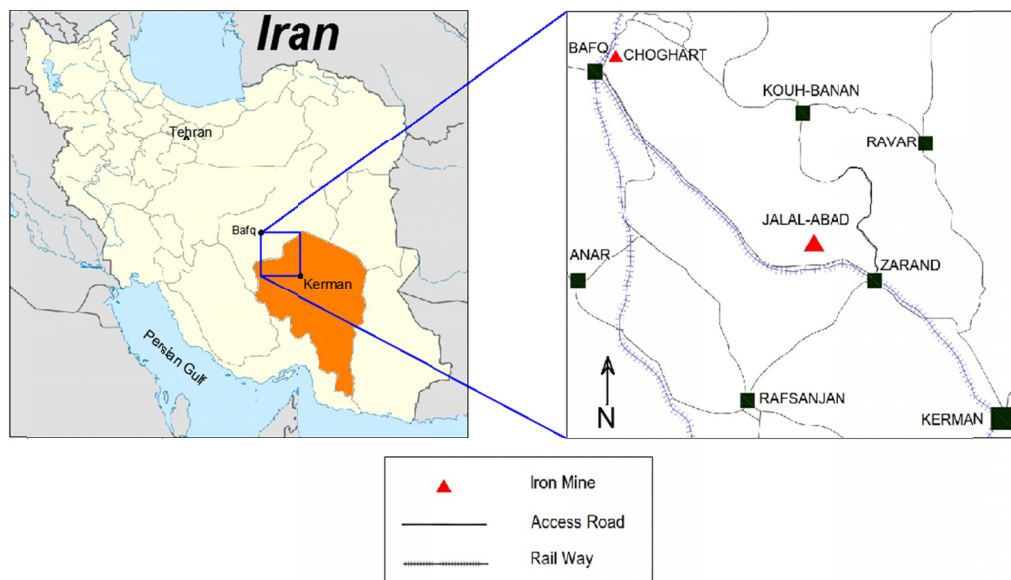 Iran
Tehran
Bafq
Kerman
Persian Gulf
BAFQ
CHOGHART
KOUH-BANAN
RAVAR
JALAL-ABAD
ANAR
ZARAND
N
RAFSANJAN
KERMAN
Iron Mine
Access Road
Rail Way